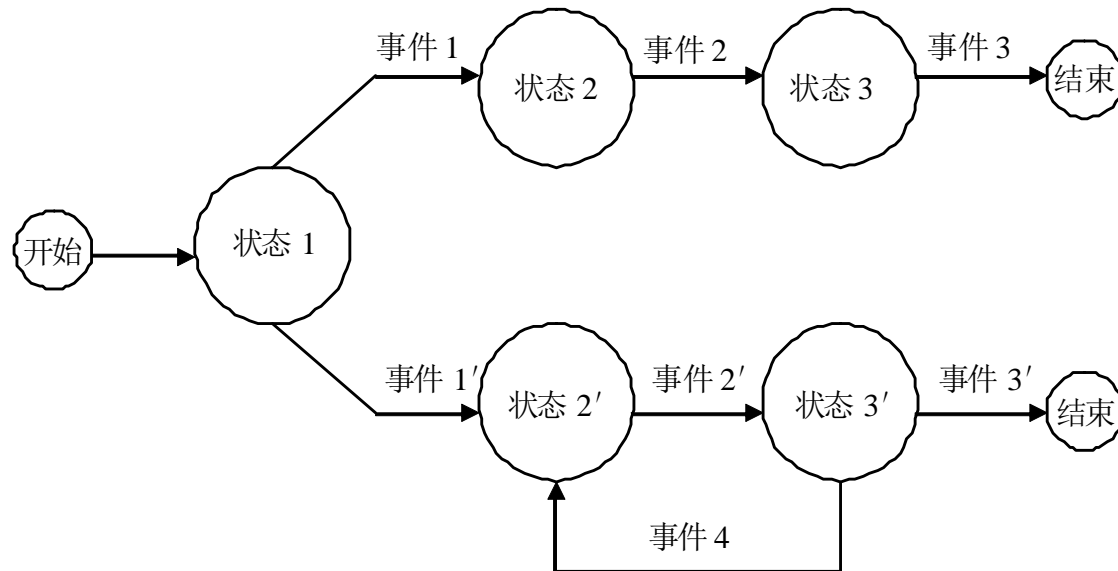 事件 1
事件 2
事件 3
状态 2
状态 3
结束
开始
状态 1
事件 1′
事件 2′
事件 3′
状态 2′
状态 3′
结束
事件 4